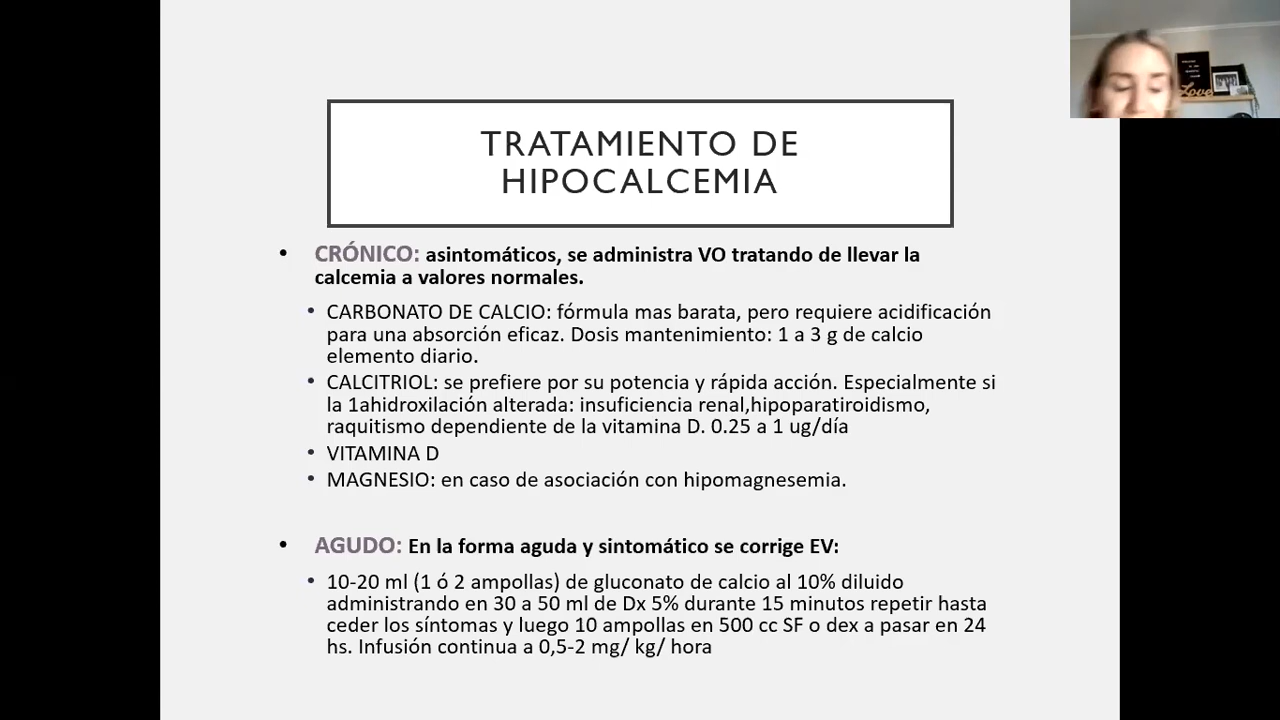 TRATAMIENTO DE
HIPOCALCEMIA
• CRÓNICO: asintomáticos, se administra VO tratando de llevar la
calcemia a valores normales.
• CARBONATO DE CALCIO: fórmula mas barata, pero requiere acidificación
para una absorción eficaz. Dosis mantenimiento: 1 a 3 g de calcio
elemento diario.
• CALCITRIOL: se prefiere por su potencia y rápida acción. Especialmente si
la 1ahidroxilación alterada: insuficiencia renal,hipoparatiroidismo,
raquitismo dependiente de la vitamina D. 0.25 a 1 ug/día
• VITAMINA D
• MAGNESIO: en caso de asociación con hipomagnesemia.
• AGUDO: En la forma aguda y sintomático se corrige EV:
• 10-20 ml (1 ó 2 ampollas) de gluconato de calcio al 10% diluido
administrando en 30 a 50 ml de Dx 5% durante 15 minutos repetir hasta
ceder los síntomas y luego 10 ampollas en 500 cc SF o dex a pasar en 24
hs. Infusión continua a 0,5-2 mg/ kg/ hora
Love